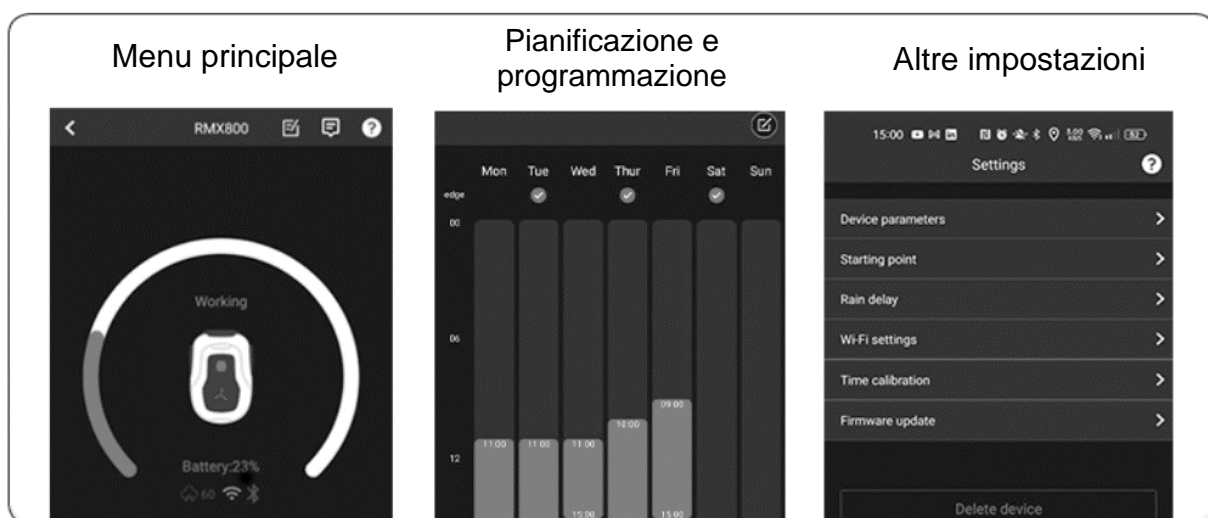 Menu principale
Pianificazione e
programmazione
Altre impostazioni
RMX800
?
Working
Battery:23%
60
Mon Tue Wed Thur Fri Sat Sun
edge
00
06
09:00
10:00
11:00 11:00 11:00
12
15:00 15:00
15:00
Settings ?
Device parameters
Starting point
Rain delay
Wi-Fi settings
Time calibration
Firmware update
Delete device